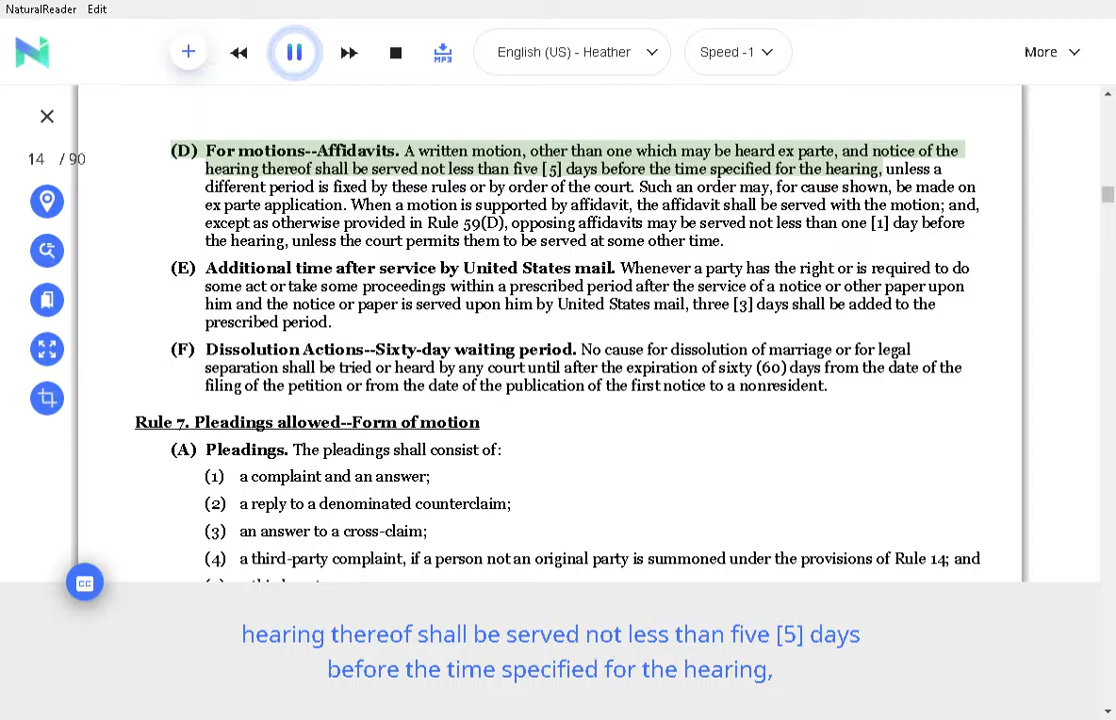 NaturalReader Edit
MP3
English (US) - Heather
Speed -1
More
14 / 90
(D) For motions--Affidavits. A written motion, other than one which may be heard ex parte, and notice of the
hearing thereof shall be served not less than five [5] days before the time specified for the hearing, unless a
different period is fixed by these rules or by order of the court. Such an order may, for cause shown, be made on
ex parte application. When a motion is supported by affidavit, the affidavit shall be served with the motion; and,
except as otherwise provided in Rule 59(D), opposing affidavits may be served not less than one [1] day before
the hearing, unless the court permits them to be served at some other time.
(E) Additional time after service by United States mail. Whenever a party has the right or is required to do
some act or take some proceedings within a prescribed period after the service of a notice or other paper upon
him and the notice or paper is served upon him by United States mail, three [3] days shall be added to the
prescribed period.
(F) Dissolution Actions--Sixty-day waiting period. No cause for dissolution of marriage or for legal
separation shall be tried or heard by any court until after the expiration of sixty (60) days from the date of the
filing of the petition or from the date of the publication of the first notice to a nonresident.
Rule 7. Pleadings allowed--Form of motion
(A) Pleadings. The pleadings shall consist of:
(1) a complaint and an answer;
(2) a reply to a denominated counterclaim;
(3) an answer to a cross-claim;
(4) a third-party complaint, if a person not an original party is summoned under the provisions of Rule 14; and
CC
hearing thereof shall be served not less than five [5] days
before the time specified for the hearing,